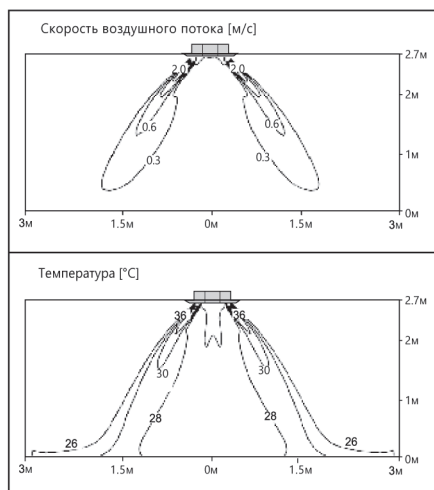 Скорость воздушного потока [м/с]
2.7м
2.0 2.0
2м
0.6 0.6
0.3 0.3
1м
0м
3м 1.5м 0м 1.5м 3м
Температура [°C]
2.7м
36 36
2м
30 30
1м
28 28
26 26
0м
3м 1.5м 0м 1.5м 3м